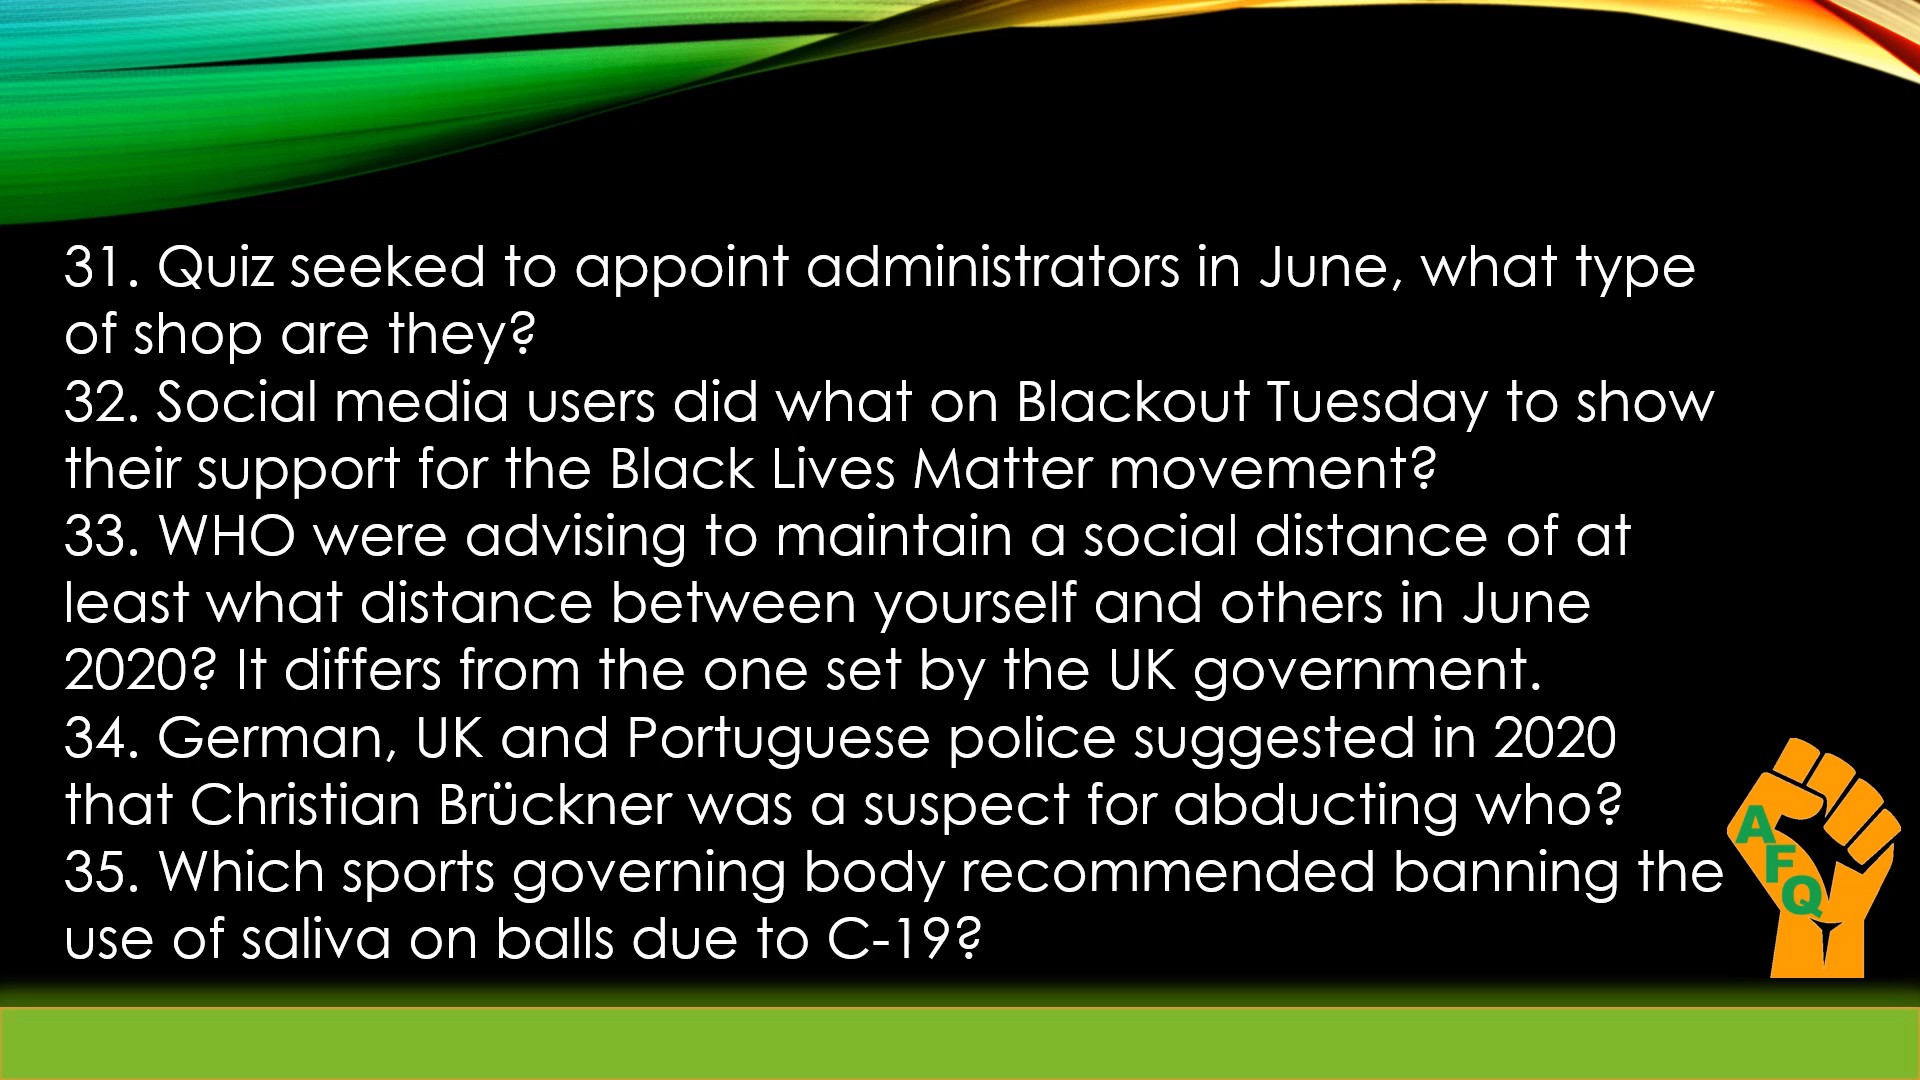 31. Quiz seeked to appoint administrators in June, what type
of shop are they?
32. Social media users did what on Blackout Tuesday to show
their support for the Black Lives Matter movement?
33. WHO were advising to maintain a social distance of at
least what distance between yourself and others in June
2020? It differs from the one set by the UK government.
34. German, UK and Portuguese police suggested in 2020
that Christian Brückner was a suspect for abducting who?
35. Which sports governing body recommended banning the
use of saliva on balls due to C-19?
A
F
Q